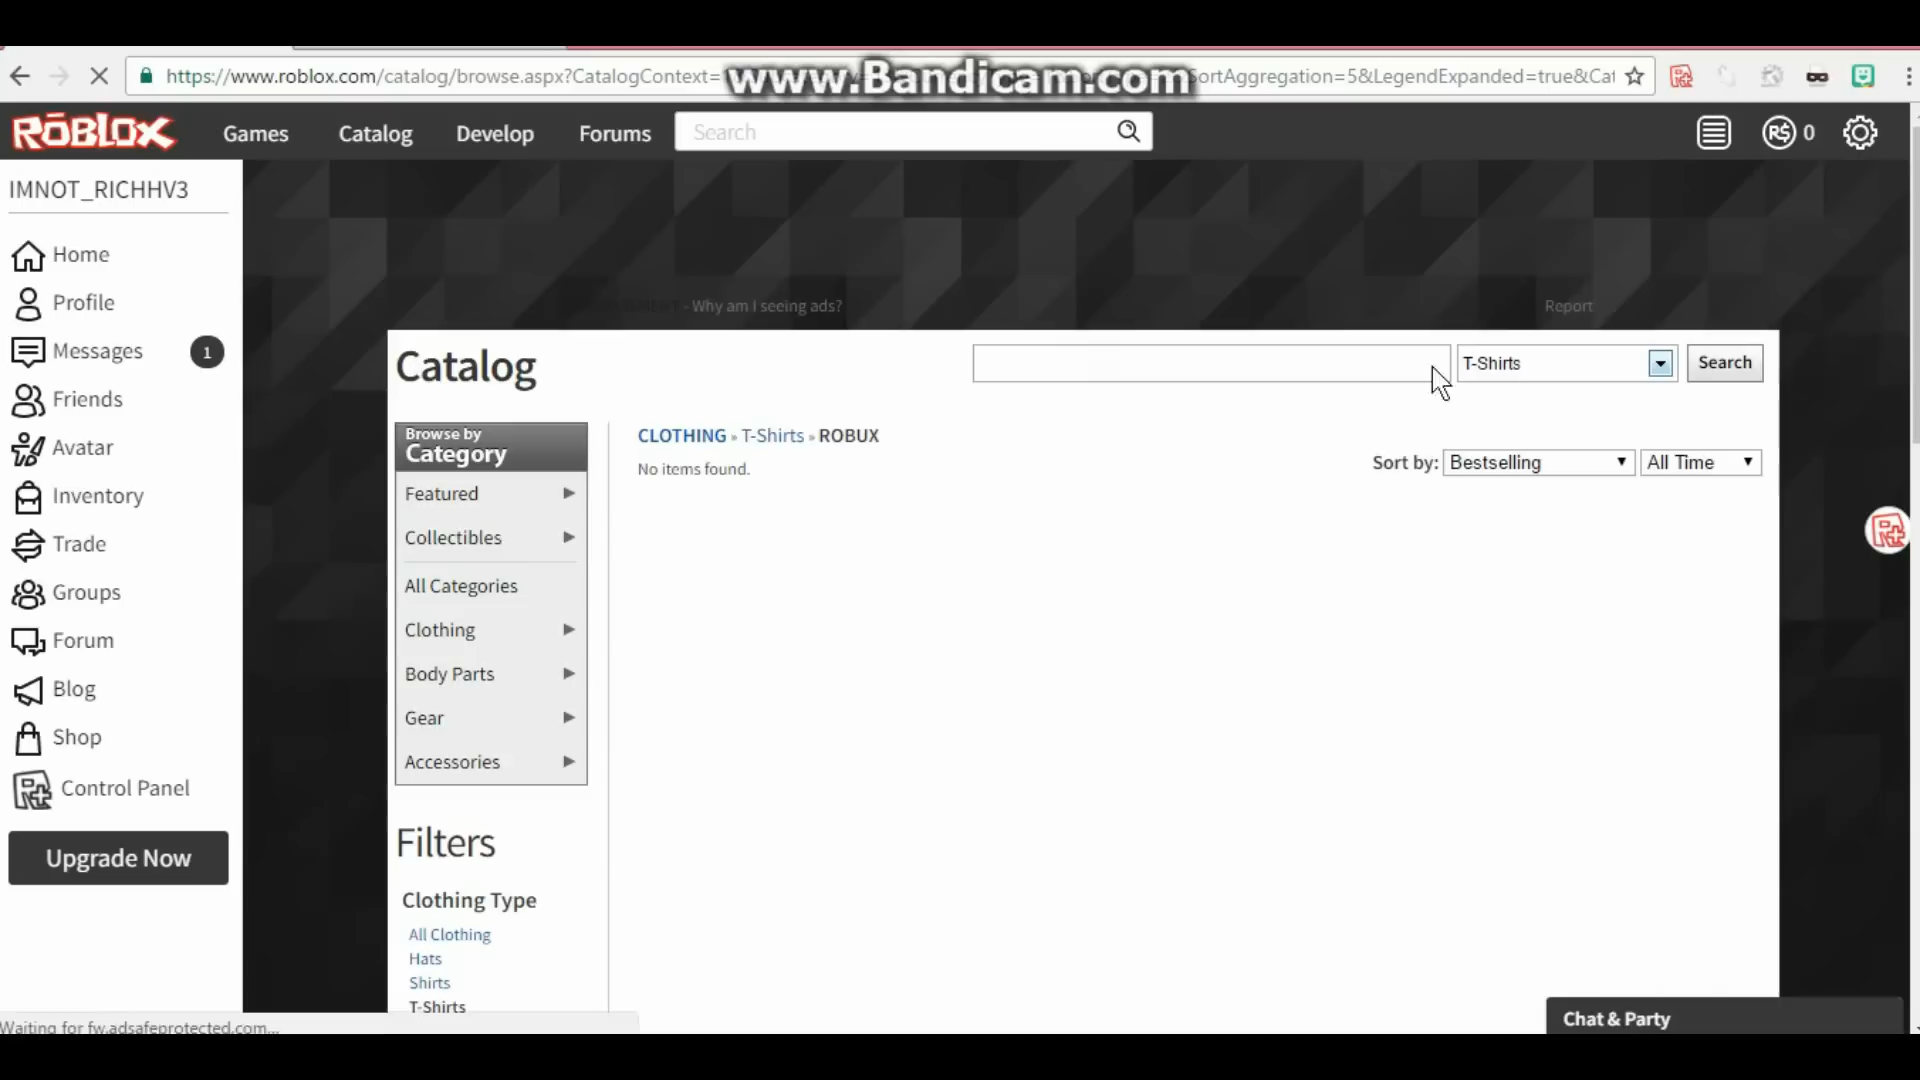 www.Bandicam.com
https://www.roblox.com/catalog/browse.aspx?CatalogContext=
SortAggregation=5&LegendExpanded=true&Cat
ROBLOX
Games
Catalog
Develop
Forums
Search
R$ 0
IMNOT_RICHHV3
Home
Profile
Messages
1
Friends
Avatar
Inventory
Trade
Groups
Forum
Blog
Shop
Control Panel
Upgrade Now
- Why am I seeing ads?
Report
Catalog
T-Shirts
Search
Browse by
Category
Featured
Collectibles
All Categories
Clothing
Body Parts
Gear
Accessories
CLOTHING » T-Shirts » ROBUX
No items found.
Sort by: Bestselling All Time
Filters
Clothing Type
All Clothing
Hats
Shirts
T-Shirts
Waiting for fw.adsafeprotected.com...
Chat & Party